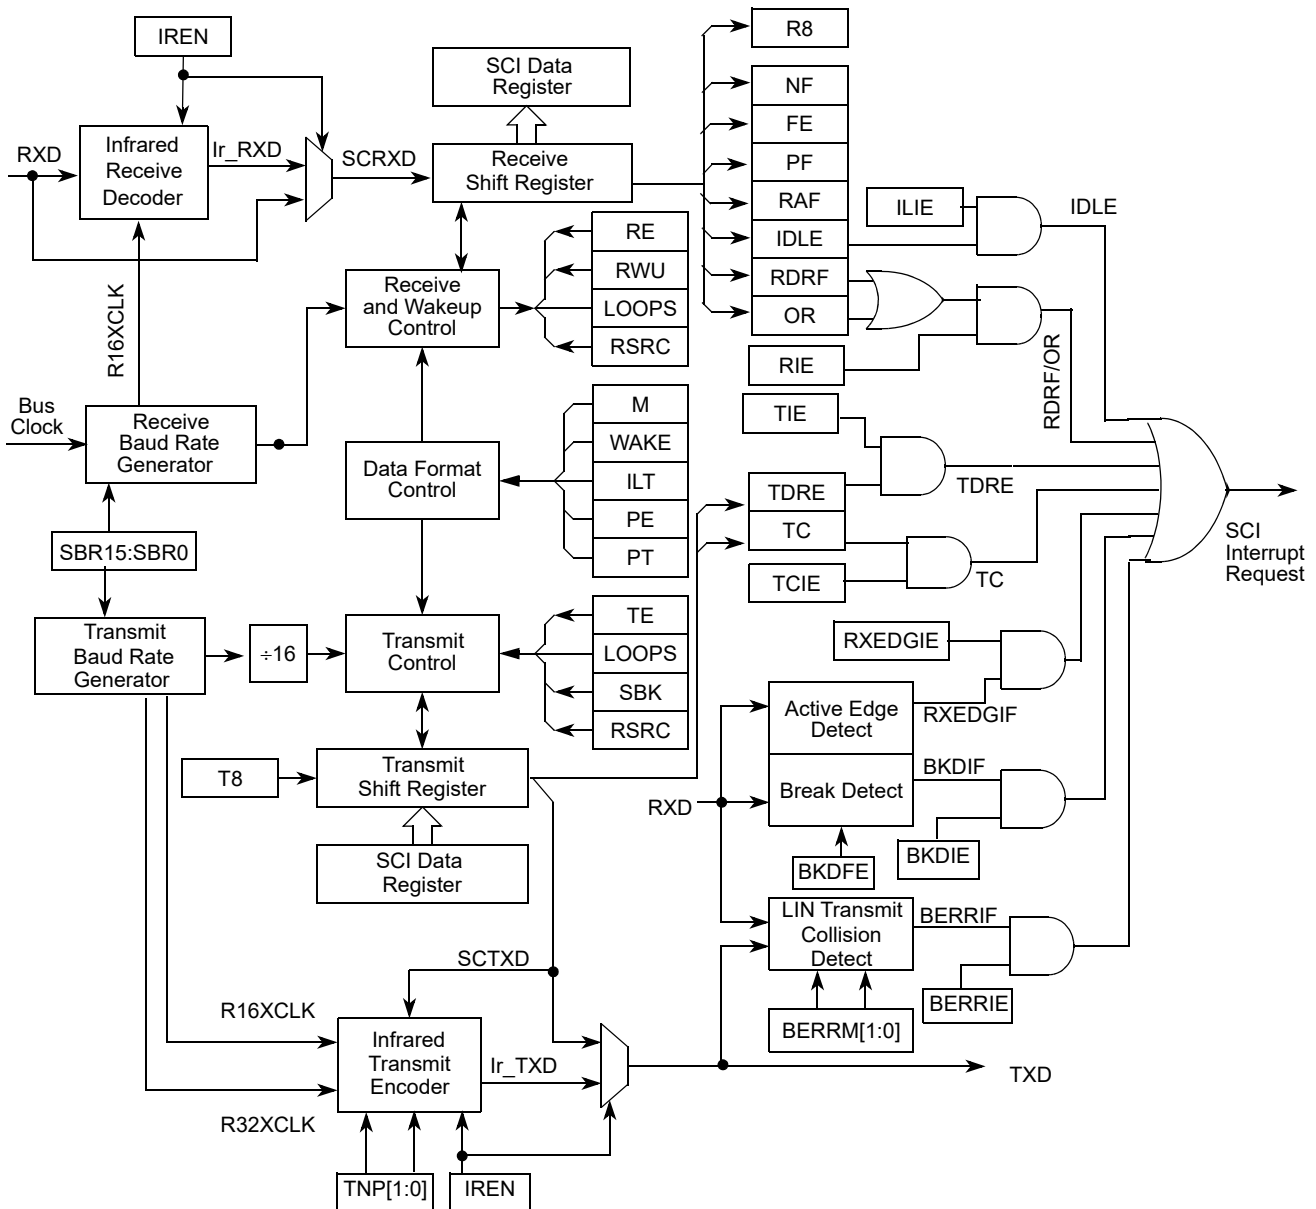 IREN
RXD
Infrared
Receive
Decoder
Ir_RXD
SCRXD
SCI Data
Register
Receive
Shift Register
R16XCLK
Bus
Clock
Receive
Baud Rate
Generator
SBR15:SBR0
Transmit
Baud Rate
Generator
÷16
Receive
and Wakeup
Control
RE
RWU
LOOPS
RSRC
Data Format
Control
M
WAKE
ILT
PE
PT
Transmit
Control
TE
LOOPS
SBK
RSRC
T8
Transmit
Shift Register
SCI Data
Register
SCTXD
R16XCLK
R32XCLK
Infrared
Transmit
Encoder
Ir_TXD
TNP[1:0]
IREN
R8
NF
FE
PF
RAF
IDLE
RDRF
OR
ILIE
IDLE
RIE
RDRF/OR
TIE
TDRE
TC
TDRE
TCIE
TC
SCI
Interrupt
Request
RXEDGIE
Active Edge
Detect
RXEDGIF
Break Detect
BKDIF
RXD
BKDFE
BKDIE
LIN Transmit
Collision
Detect
BERRIF
BERRIE
BERRM[1:0]
TXD